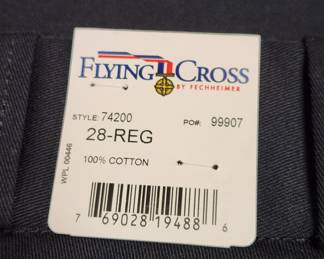 FLYING CROSS
BY FECHHEIMER
STYLE: 74200 PO#: 99907
28-REG
100% COTTON
WPL 00446
7 69028 19488 6